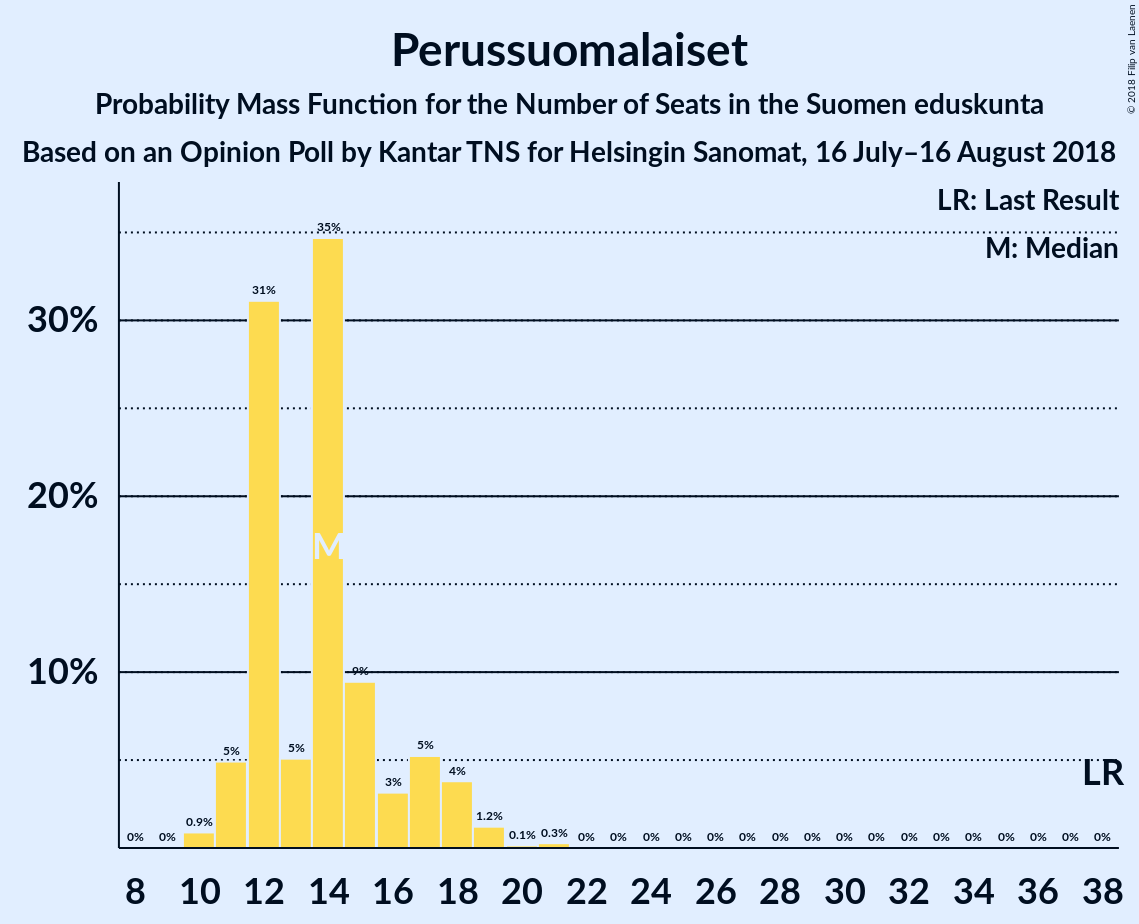 Perussuomalaiset
Probability Mass Function for the Number of Seats in the Suomen eduskunta
Based on an Opinion Poll by Kantar TNS for Helsingin Sanomat, 16 July–16 August 2018
© 2018 Filip van Laenen
LR: Last Result
M: Median
30%
20%
10%
0% 0% 0.9% 5% 31% 5% 35% 9% 3% 5% 4% 1.2% 0.1% 0.3% 0% 0% 0% 0% 0% 0% 0% 0% 0% 0% 0% 0% 0% 0% 0% 0% 0%
M
LR
8 10 12 14 16 18 20 22 24 26 28 30 32 34 36 38